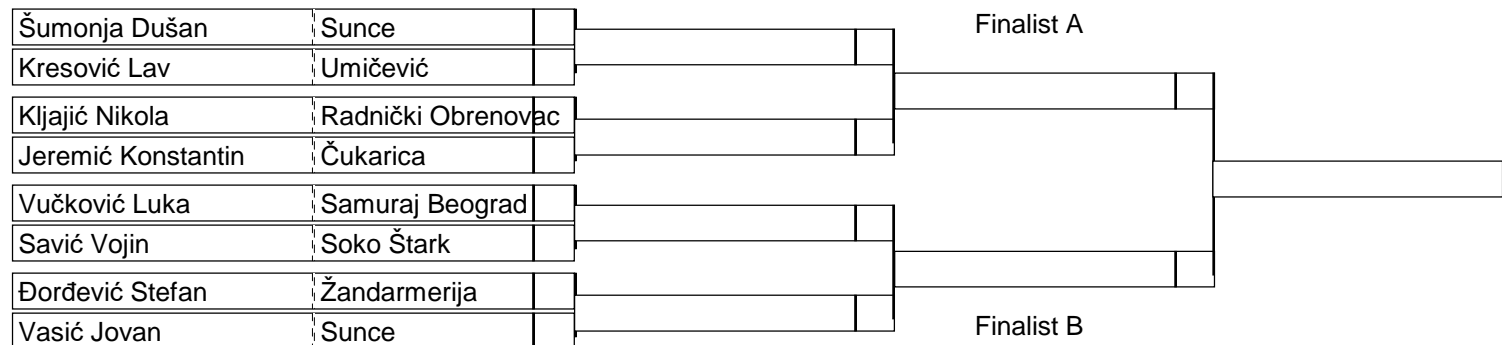 Šumonja Dušan Sunce
Finalist A
Kresović Lav Umičević
Kljajić Nikola Radnički Obrenovac
Jeremić Konstantin Čukarica
Vučković Luka Samuraj Beograd
Savić Vojin Soko Štark
Đorđević Stefan Žandarmerija
Vasić Jovan Sunce
Finalist B